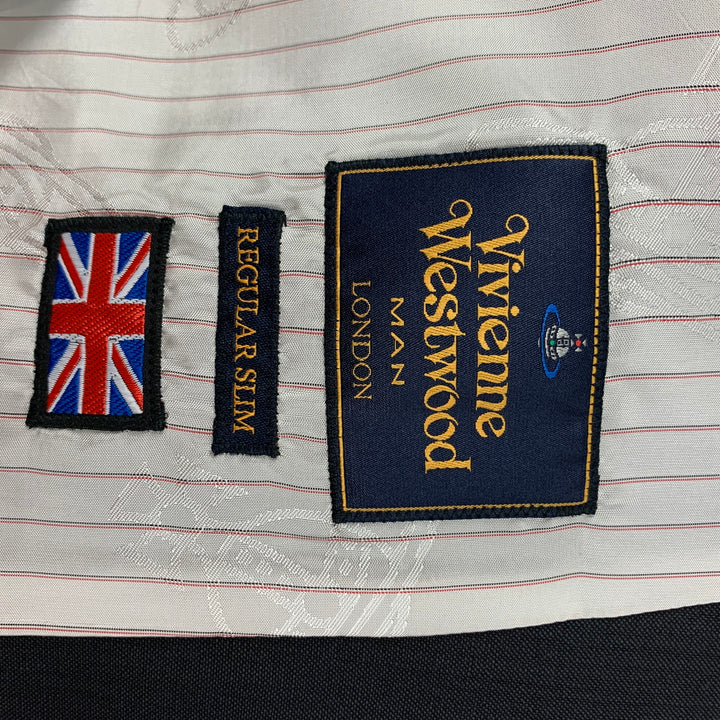 Vivienne
Westwood
MAN
LONDON
REGULAR SLIM